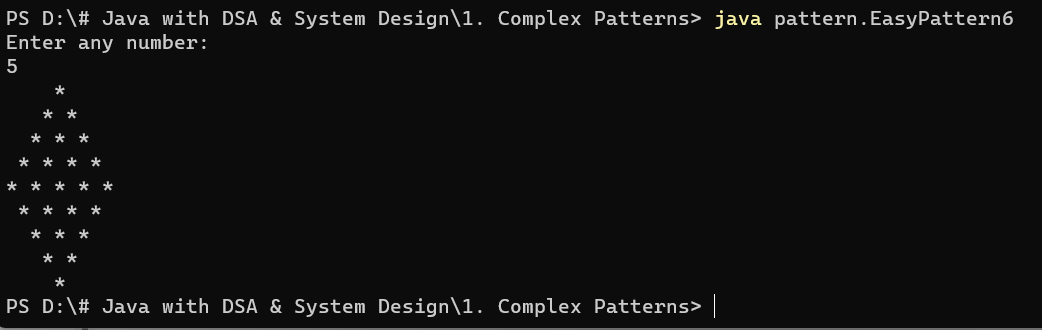 PS D:\# Java with DSA & System Design\1. Complex Patterns> java pattern.EasyPattern6
Enter any number:
5
    *
   * *
  * * *
 * * * *
* * * * *
 * * * *
  * * *
   * *
    *
PS D:\# Java with DSA & System Design\1. Complex Patterns>